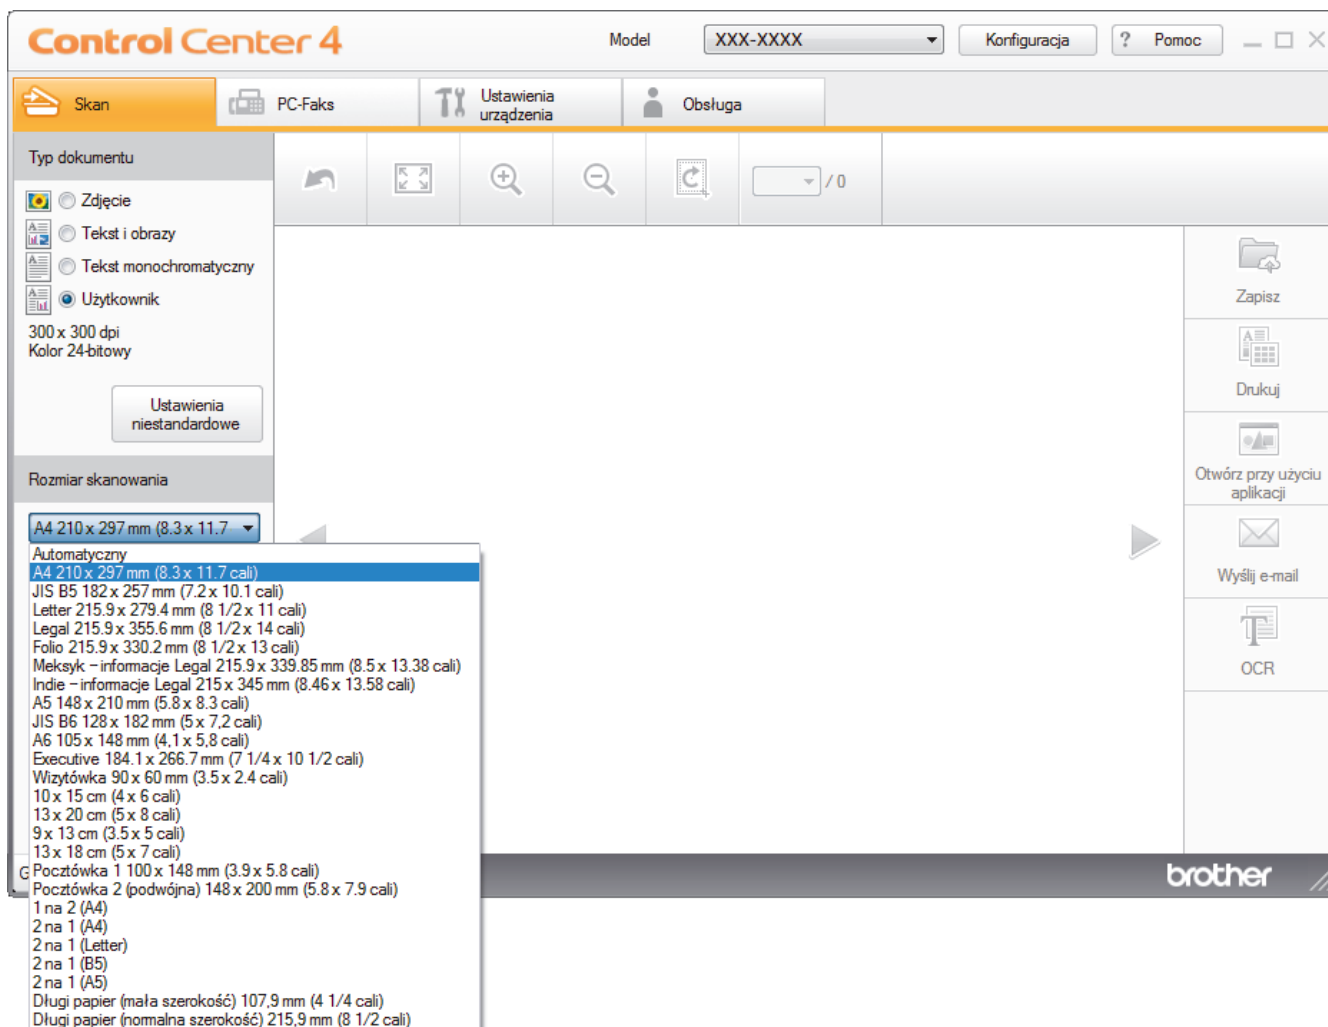 Control Center 4
Model
XXX-XXXX
Konfiguracja
? Pomoc
Skan
PC-Faks
Ustawienia
urządzenia
Obsługa
Typ dokumentu
Zdjęcie
Tekst i obrazy
Tekst monochromatyczny
Użytkownik
300 x 300 dpi
Kolor 24-bitowy
Ustawienia
niestandardowe
Rozmiar skanowania
A4 210 x 297 mm (8.3 x 11.7
Automatyczny
A4 210 x 297 mm (8.3 x 11.7 cali)
JIS B5 182 x 257 mm (7.2 x 10.1 cali)
Letter 215.9 x 279.4 mm (8 1/2 x 11 cali)
Legal 215.9 x 355.6 mm (8 1/2 x 14 cali)
Folio 215.9 x 330.2 mm (8 1/2 x 13 cali)
Meksyk – informacje Legal 215.9 x 339.85 mm (8.5 x 13.38 cali)
Indie – informacje Legal 215 x 345 mm (8.46 x 13.58 cali)
A5 148 x 210 mm (5.8 x 8.3 cali)
JIS B6 128 x 182 mm (5 x 7,2 cali)
A6 105 x 148 mm (4,1 x 5,8 cali)
Executive 184.1 x 266.7 mm (7 1/4 x 10 1/2 cali)
Wizytówka 90 x 60 mm (3.5 x 2.4 cali)
10 x 15 cm (4 x 6 cali)
13 x 20 cm (5 x 8 cali)
9 x 13 cm (3.5 x 5 cali)
13 x 18 cm (5 x 7 cali)
Pocztówka 1 100 x 148 mm (3.9 x 5.8 cali)
Pocztówka 2 (podwójna) 148 x 200 mm (5.8 x 7.9 cali)
1 na 2 (A4)
2 na 1 (A4)
2 na 1 (Letter)
2 na 1 (B5)
2 na 1 (A5)
Długi papier (mała szerokość) 107,9 mm (4 1/4 cali)
Długi papier (normalna szerokość) 215,9 mm (8 1/2 cali)
/ 0
Zapisz
Drukuj
Otwórz przy użyciu
aplikacji
Wyślij e-mail
OCR
brother